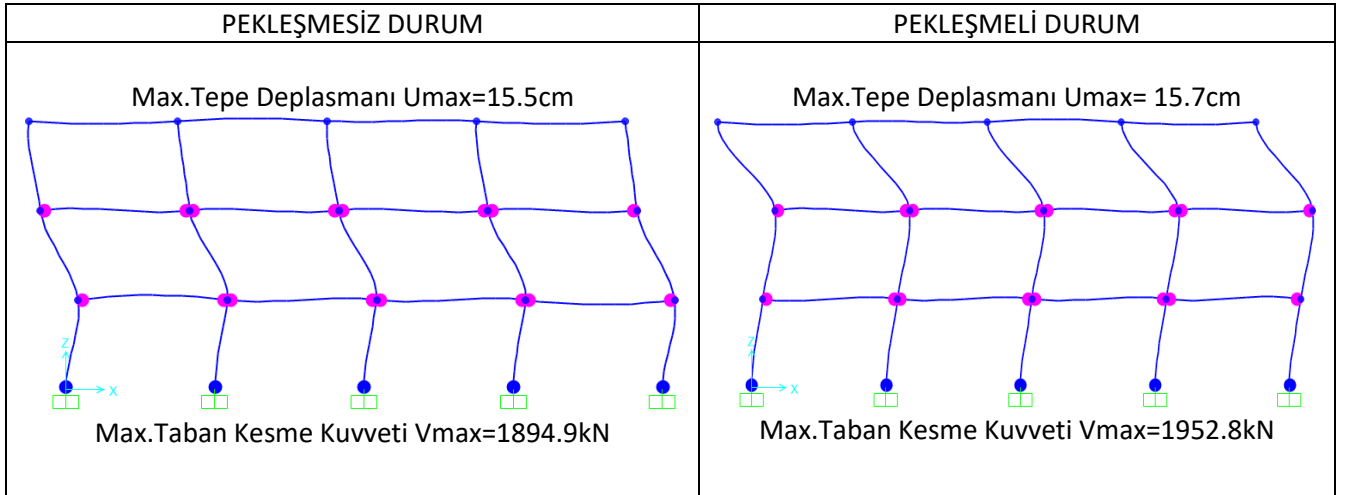 PEKLEŞMESİZ DURUM
PEKLEŞMELİ DURUM
Max.Tepe Deplasmanı Umax=15.5cm
Z
X
Max.Taban Kesme Kuvveti Vmax=1894.9kN
Max.Tepe Deplasmanı Umax= 15.7cm
Z
X
Max.Taban Kesme Kuvveti Vmax=1952.8kN